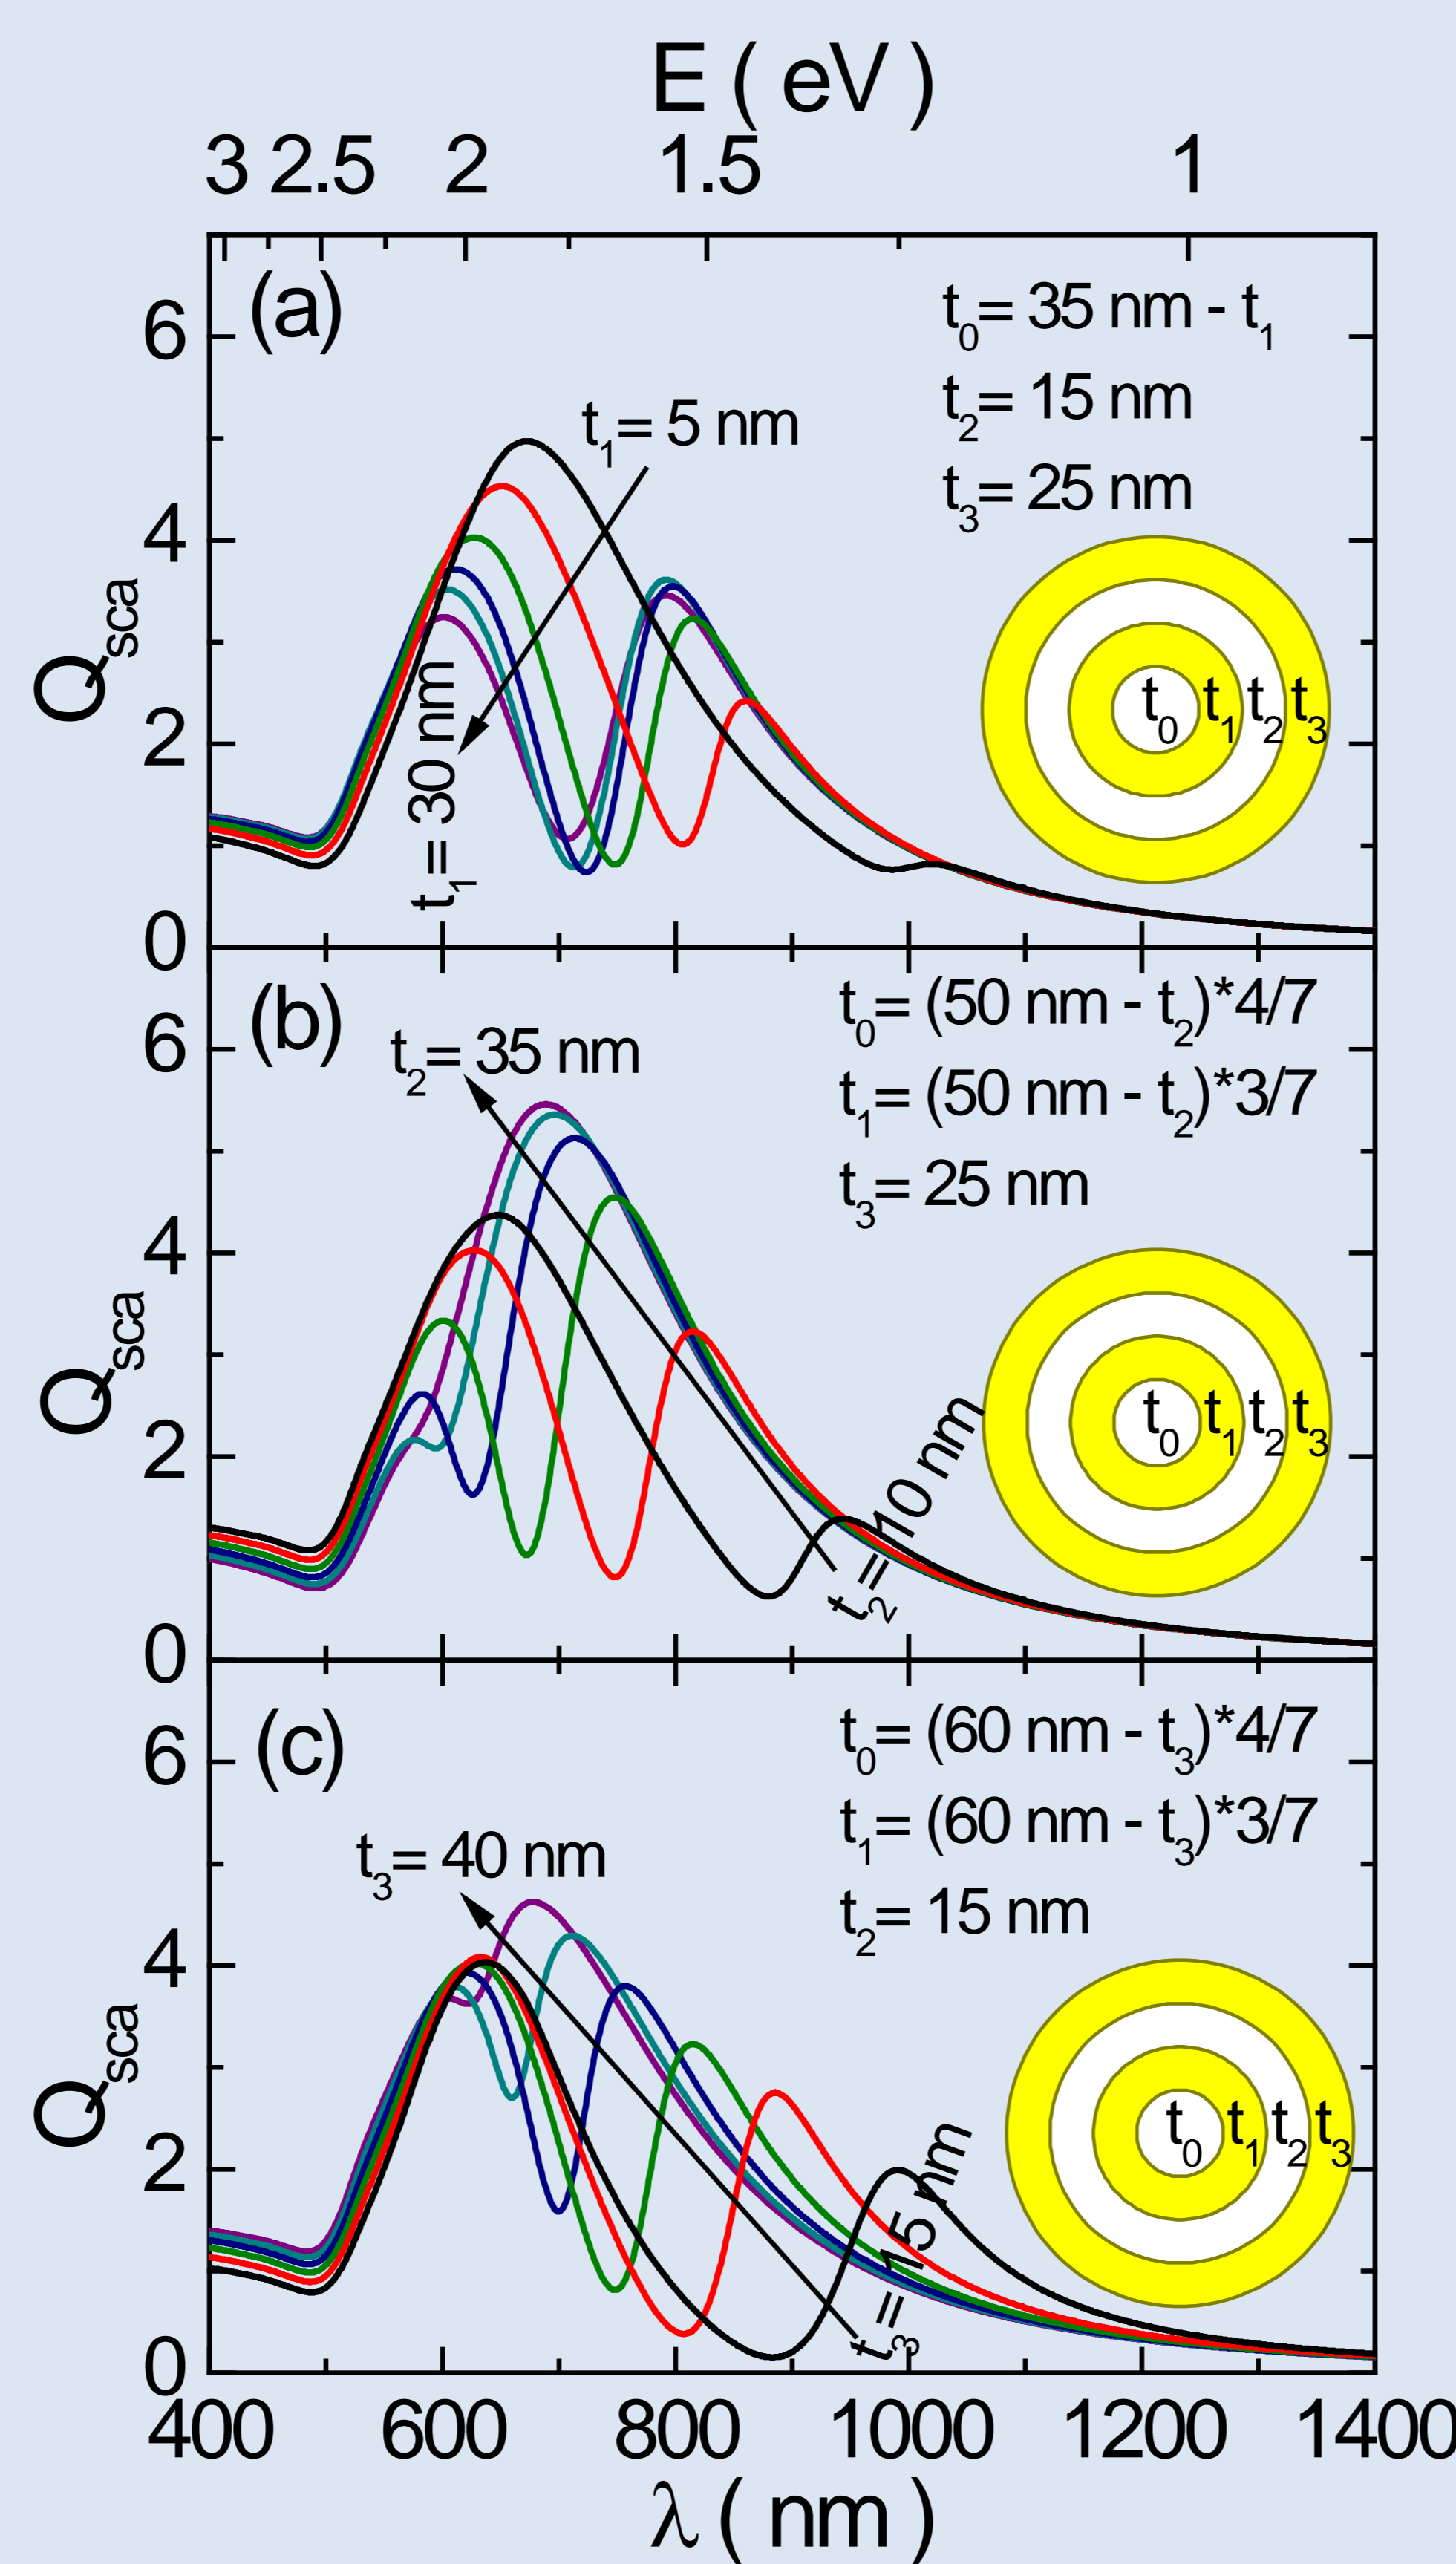 E ( eV )
3 2.5 2 1.5 1
(a)
t₀= 35 nm - t₁
t₂= 15 nm
t₃= 25 nm
t₁= 5 nm
t₁= 30 nm
6
4
2
0
Qsca
t₀ t₁ t₂ t₃
(b)
t₀= (50 nm - t₂)*4/7
t₁= (50 nm - t₂)*3/7
t₃= 25 nm
t₂= 35 nm
t₂= 10 nm
6
4
2
0
Qsca
t₀ t₁ t₂ t₃
(c)
t₀= (60 nm - t₃)*4/7
t₁= (60 nm - t₃)*3/7
t₂= 15 nm
t₃= 40 nm
t₃= 15 nm
6
4
2
0
Qsca
t₀ t₁ t₂ t₃
400 600 800 1000 1200 1400
λ ( nm )